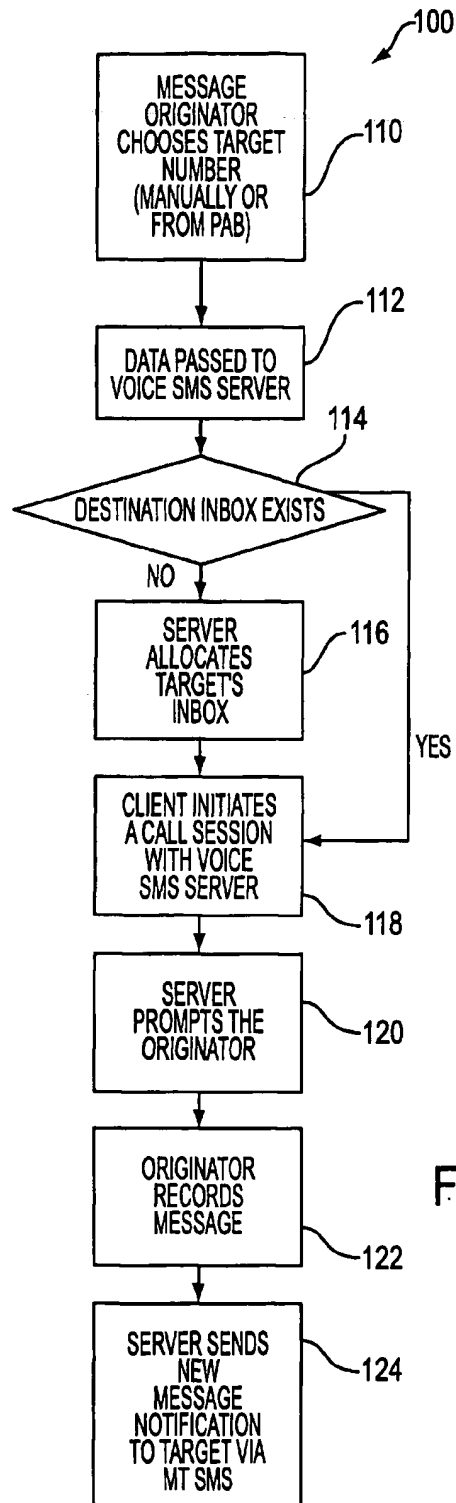 100
MESSAGE
ORIGINATOR
CHOOSES TARGET
NUMBER
(MANUALLY OR
FROM PAB)
110
112
DATA PASSED TO
VOICE SMS SERVER
114
DESTINATION INBOX EXISTS
NO
SERVER
ALLOCATES
TARGET'S
INBOX
116
YES
CLIENT INITIATES
A CALL SESSION
WITH VOICE
SMS SERVER
118
SERVER
PROMPTS THE
ORIGINATOR
120
ORIGINATOR
RECORDS
MESSAGE
122
F
SERVER SENDS
NEW
MESSAGE
NOTIFICATION
TO TARGET VIA
MT SMS
124